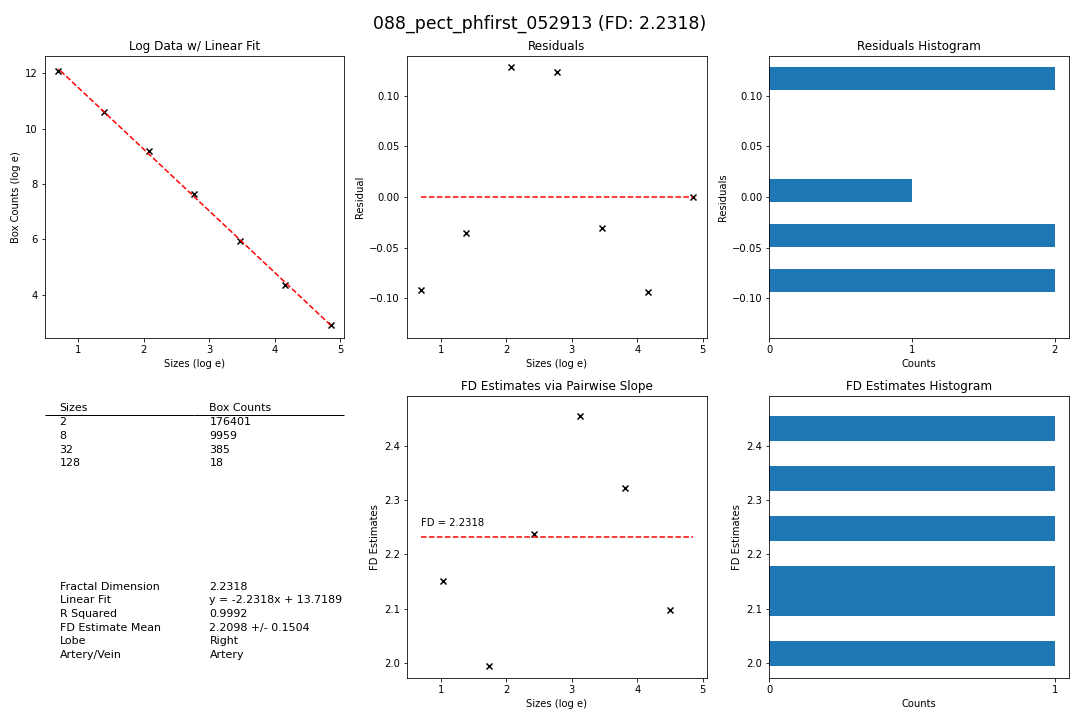 088_pect_phfirst_052913 (FD: 2.2318)
Log Data w/ Linear Fit
Box Counts (log e)
12
10
8
6
4
1 2 3 4 5
Sizes (log e)
Residuals
Residual
0.10
0.05
0.00
−0.05
−0.10
1 2 3 4 5
Sizes (log e)
Residuals Histogram
Residuals
0.10
0.05
0.00
−0.05
−0.10
0 1 2
Counts
Sizes Box Counts
2 176401
8 9959
32 385
128 18
Fractal Dimension 2.2318
Linear Fit y = -2.2318x + 13.7189
R Squared 0.9992
FD Estimate Mean 2.2098 +/- 0.1504
Lobe Right
Artery/Vein Artery
FD Estimates via Pairwise Slope
FD Estimates
2.4
2.3
2.2
2.1
2.0
FD = 2.2318
1 2 3 4 5
Sizes (log e)
FD Estimates Histogram
FD Estimates
2.4
2.3
2.2
2.1
2.0
0 1
Counts